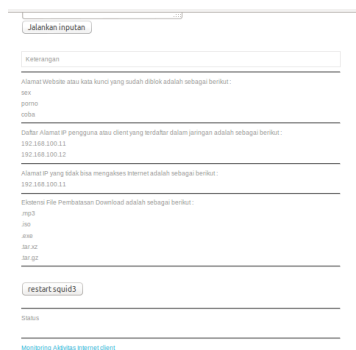 Jalankan inputan
Keterangan
Alamat Website atau kata kunci yang sudah diblok adalah sebagai berikut :
sex
porno
coba
Daftar Alamat IP pengguna atau client yang terdaftar dalam jaringan adalah sebagai berikut :
192.168.100.11
192.168.100.12
Alamat IP yang tidak bisa mengakses Internet adalah sebagai berikut :
192.168.100.11
Ekstensi File Pembatasan Download adalah sebagai berikut :
.mp3
.iso
.exe
.tar.xz
.tar.gz
restart squid3
Status
Monitoring Aktivitas Internet client